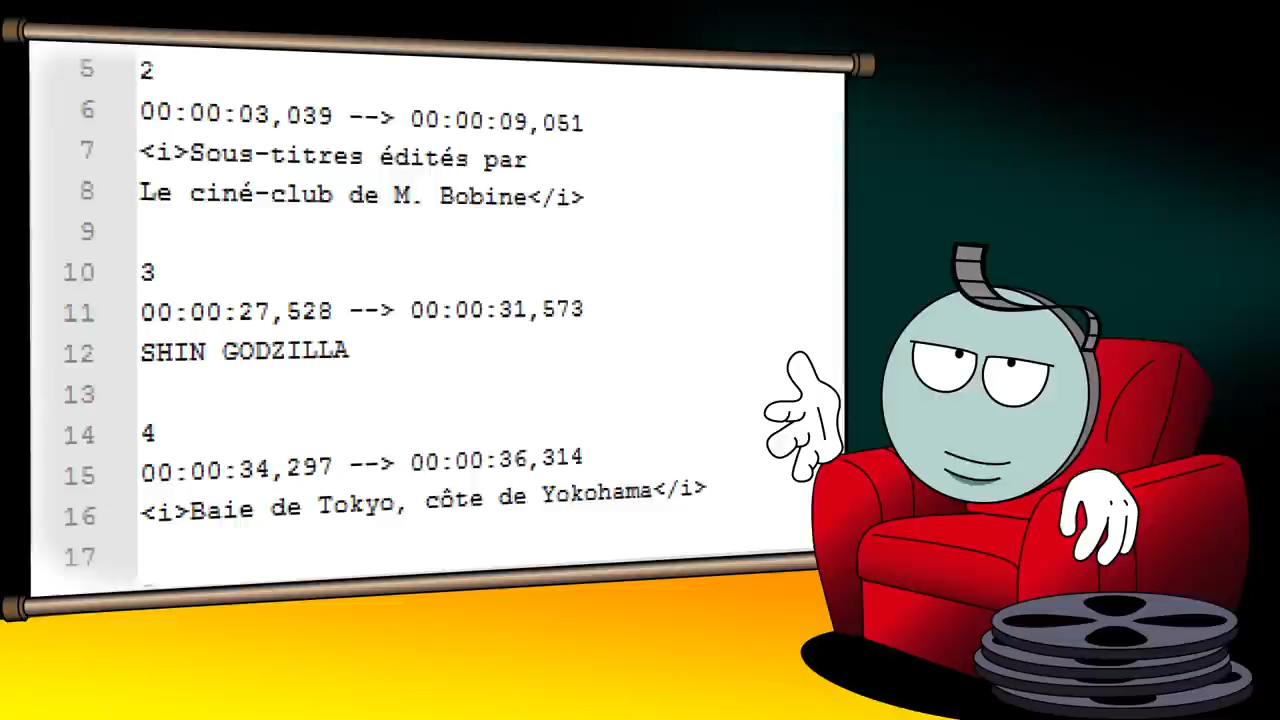 5 2
6 00:00:03,039 --> 00:00:09,051
7 <i>Sous-titres édités par
8 Le ciné-club de M. Bobine</i>
9
10 3
11 00:00:27,528 --> 00:00:31,573
12 SHIN GODZILLA
13
14 4
15 00:00:34,297 --> 00:00:36,314
16 <i>Baie de Tokyo, côte de Yokohama</i>
17